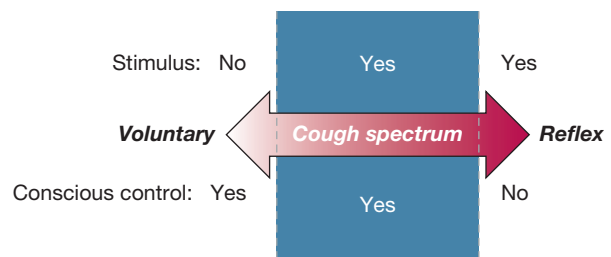 Stimulus: No Yes Yes
Voluntary Cough spectrum Reflex
Conscious control: Yes Yes No